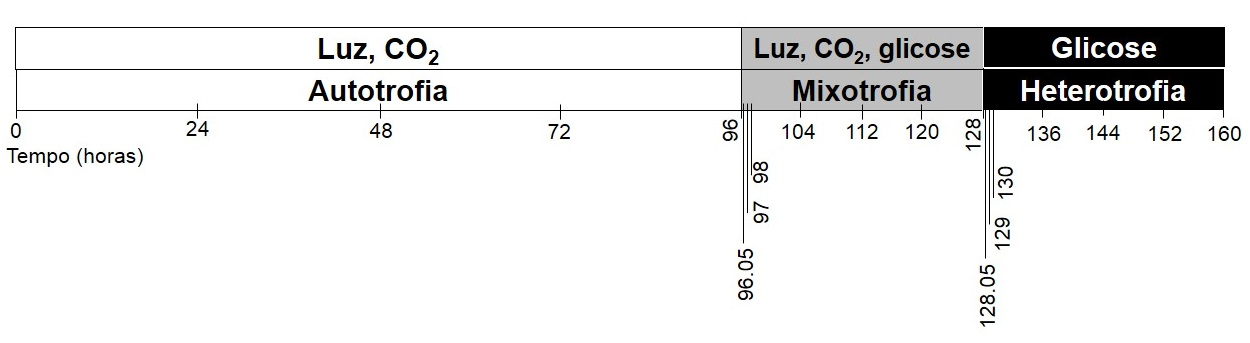 Luz, CO₂ Luz, CO₂, glicose Glicose
Autotrofia Mixotrofia Heterotrofia
0 24 48 72 96 104 112 120 128 136 144 152 160
Tempo (horas)
98 130
97 129
96.05 128.05